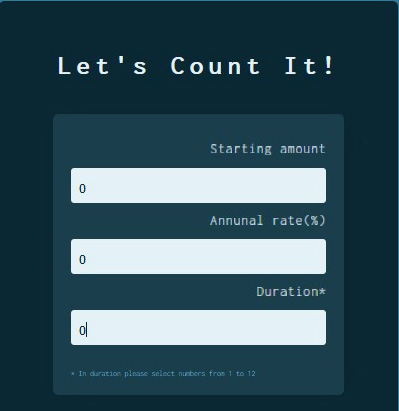 Let's Count It!
Starting amount
0
Annunal rate(%)
0
Duration*
0
* In duration please select numbers from 1 to 12